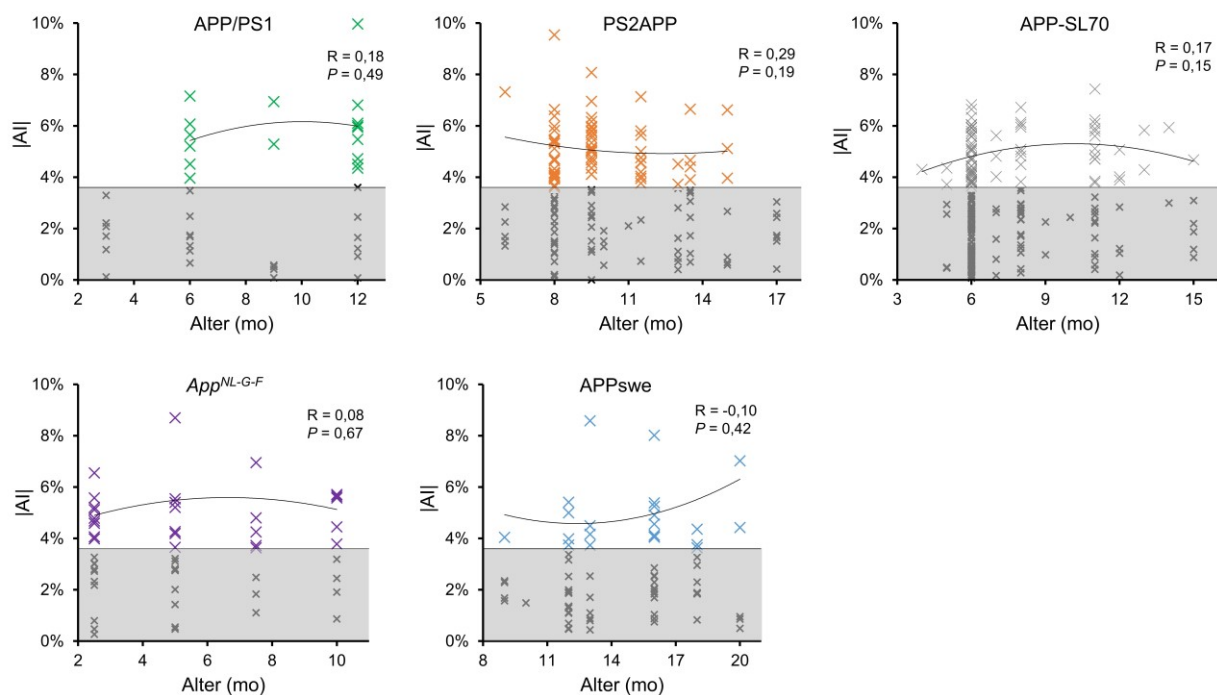 APP/PS1
R = 0,18
P = 0,49
10%
8%
6%
4%
2%
0%
|AI|
2 4 6 8 10 12
Alter (mo)
PS2APP
R = 0,29
P = 0,19
10%
8%
6%
4%
2%
0%
|AI|
5 8 11 14 17
Alter (mo)
APP-SL70
R = 0,17
P = 0,15
10%
8%
6%
4%
2%
0%
|AI|
3 6 9 12 15
Alter (mo)
App^NL-G-F
R = 0,08
P = 0,67
10%
8%
6%
4%
2%
0%
|AI|
2 4 6 8 10
Alter (mo)
APPswe
R = -0,10
P = 0,42
10%
8%
6%
4%
2%
0%
|AI|
8 11 14 17 20
Alter (mo)